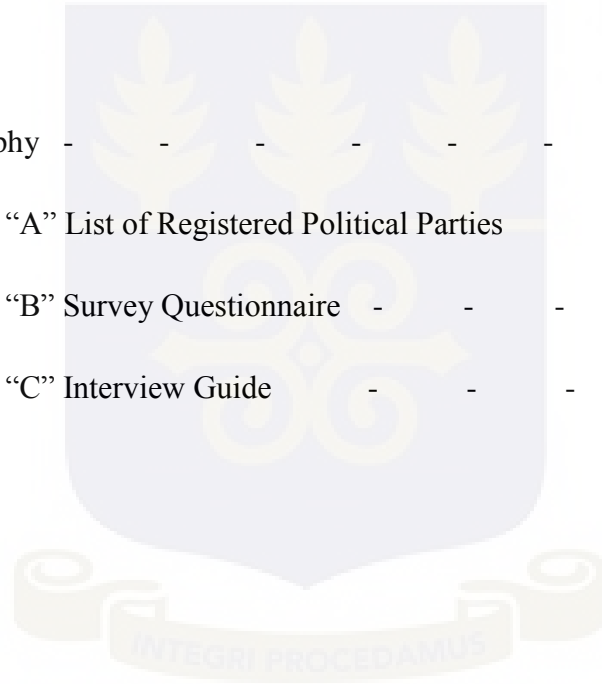 phy - - - - - -
“A” List of Registered Political Parties
“B” Survey Questionnaire - - -
“C” Interview Guide - - -
INTEGRI PROCEDAMUS